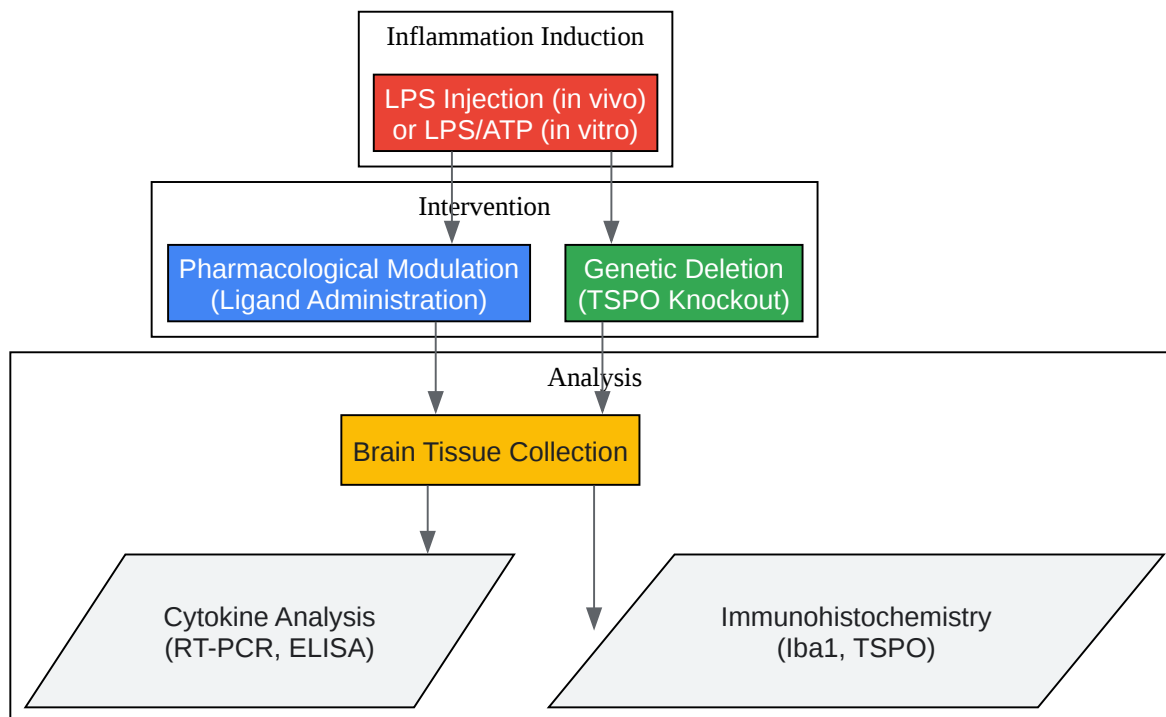 Inflammation Induction
LPS Injection (in vivo)
or LPS/ATP (in vitro)
Intervention
Pharmacological Modulation
(Ligand Administration)
Genetic Deletion
(TSPO Knockout)
Analysis
Brain Tissue Collection
Cytokine Analysis
(RT-PCR, ELISA)
Immunohistochemistry
(Iba1, TSPO)